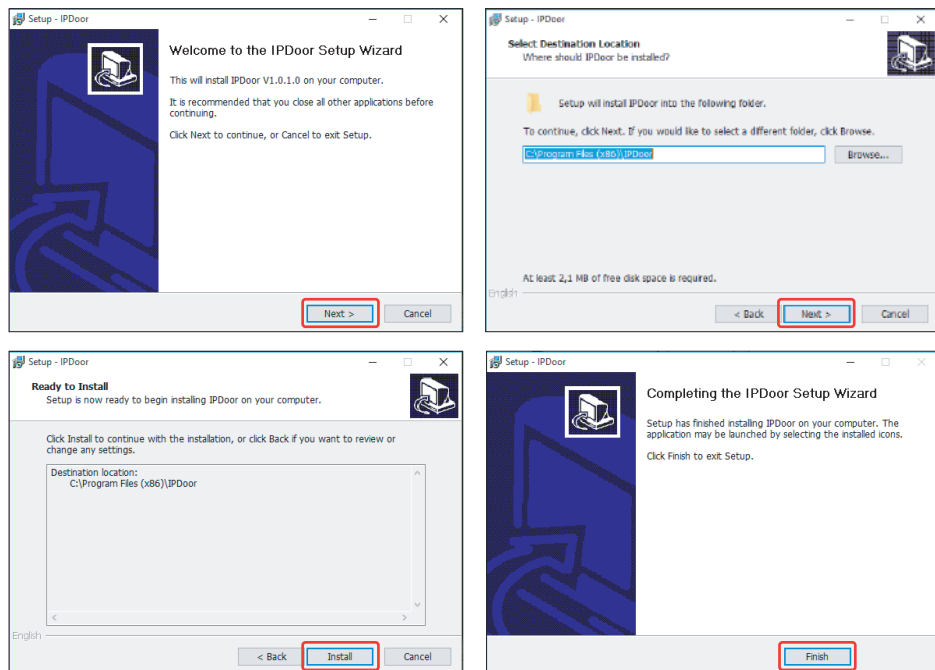 Setup - IPDoor
Welcome to the IPDoor Setup Wizard
This will install IPDoor V1.0.1.0 on your computer.
It is recommended that you close all other applications before
continuing.
Click Next to continue, or Cancel to exit Setup.
Next >
Cancel
Setup - IPDoor
Select Destination Location
Where should IPDoor be installed?
Setup will install IPDoor into the following folder.
To continue, click Next. If you would like to select a different folder, click Browse.
C:\Program Files (x86)\IPDoor
Browse...
At least 2,1 MB of free disk space is required.
English
< Back
Next >
Cancel
Setup - IPDoor
Ready to Install
Setup is now ready to begin installing IPDoor on your computer.
Click Install to continue with the installation, or click Back if you want to review or
change any settings.
Destination location:
C:\Program Files (x86)\IPDoor
English
< Back
Install
Cancel
Setup - IPDoor
Completing the IPDoor Setup Wizard
Setup has finished installing IPDoor on your computer. The
application may be launched by selecting the installed icons.
Click Finish to exit Setup.
Finish